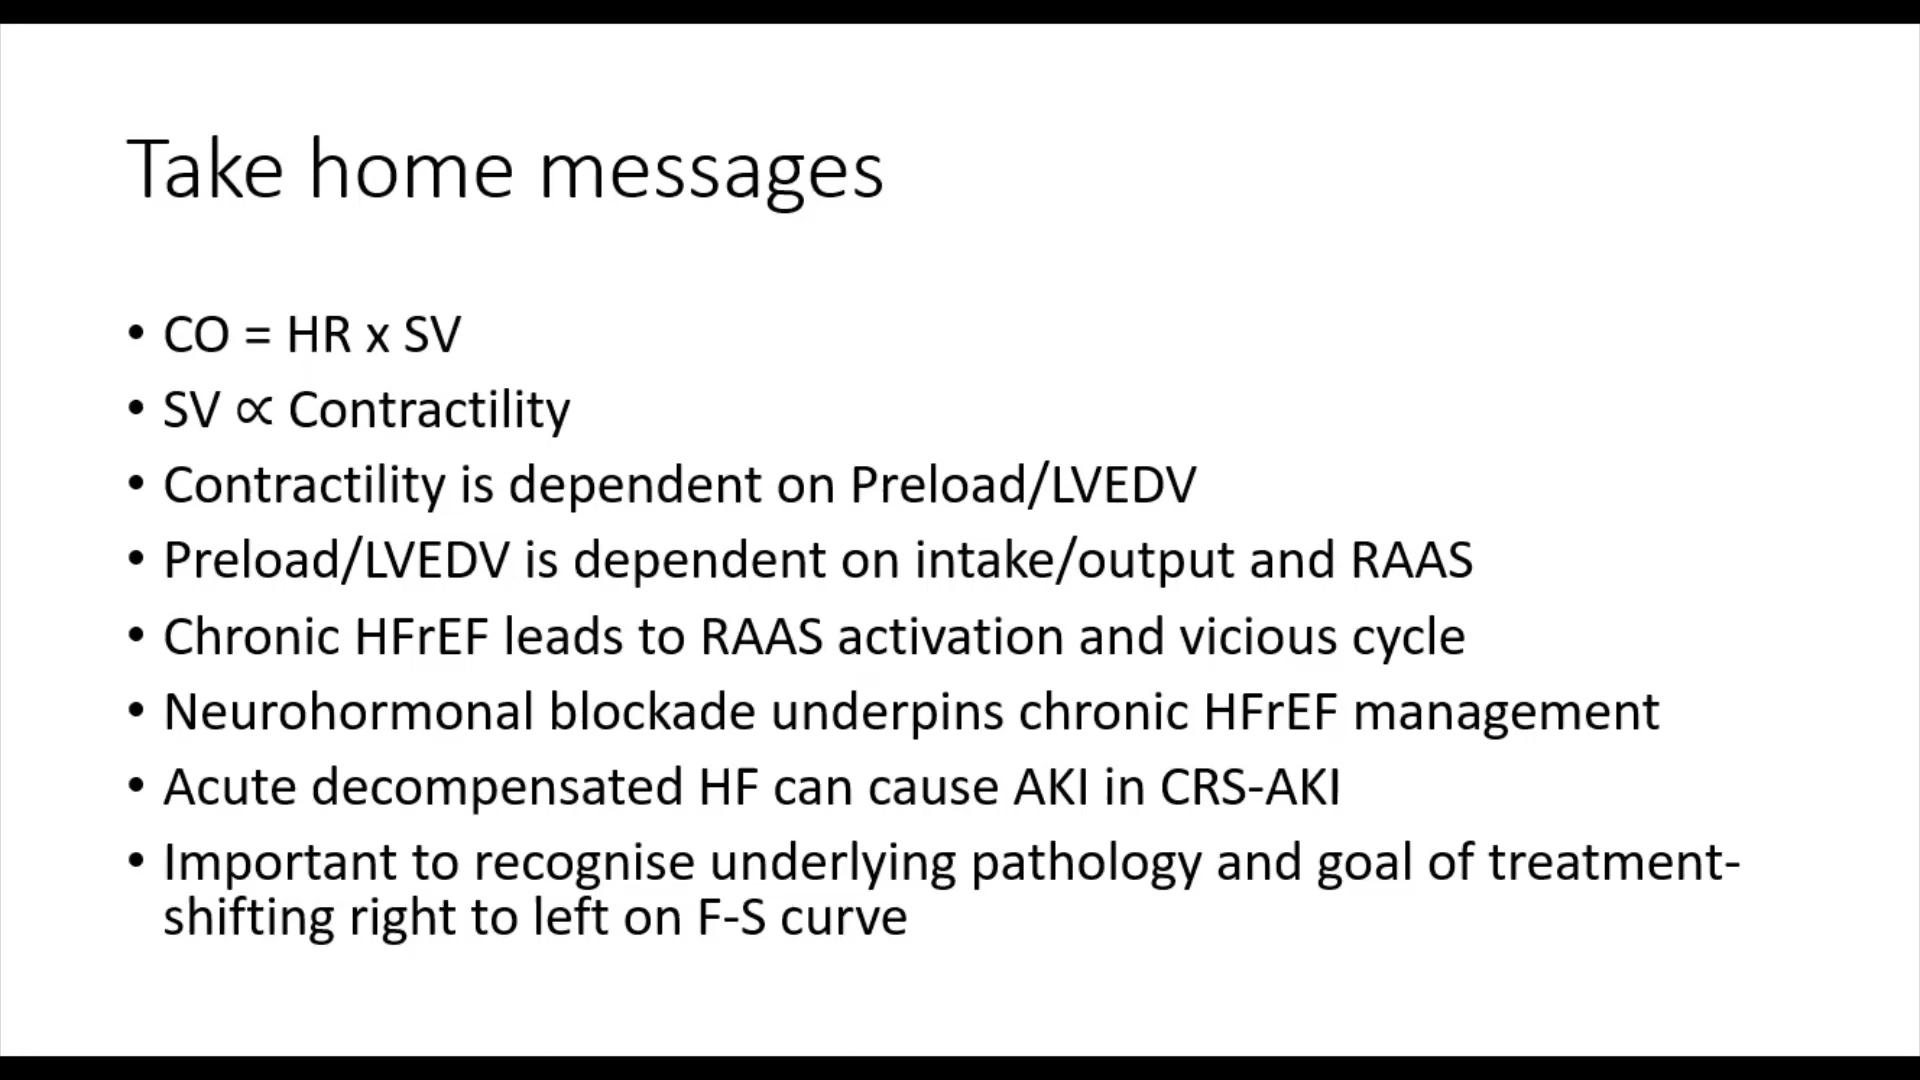 Take home messages
• CO = HR x SV
• SV ∝ Contractility
• Contractility is dependent on Preload/LVEDV
• Preload/LVEDV is dependent on intake/output and RAAS
• Chronic HFrEF leads to RAAS activation and vicious cycle
• Neurohormonal blockade underpins chronic HFrEF management
• Acute decompensated HF can cause AKI in CRS-AKI
• Important to recognise underlying pathology and goal of treatment-
shifting right to left on F-S curve